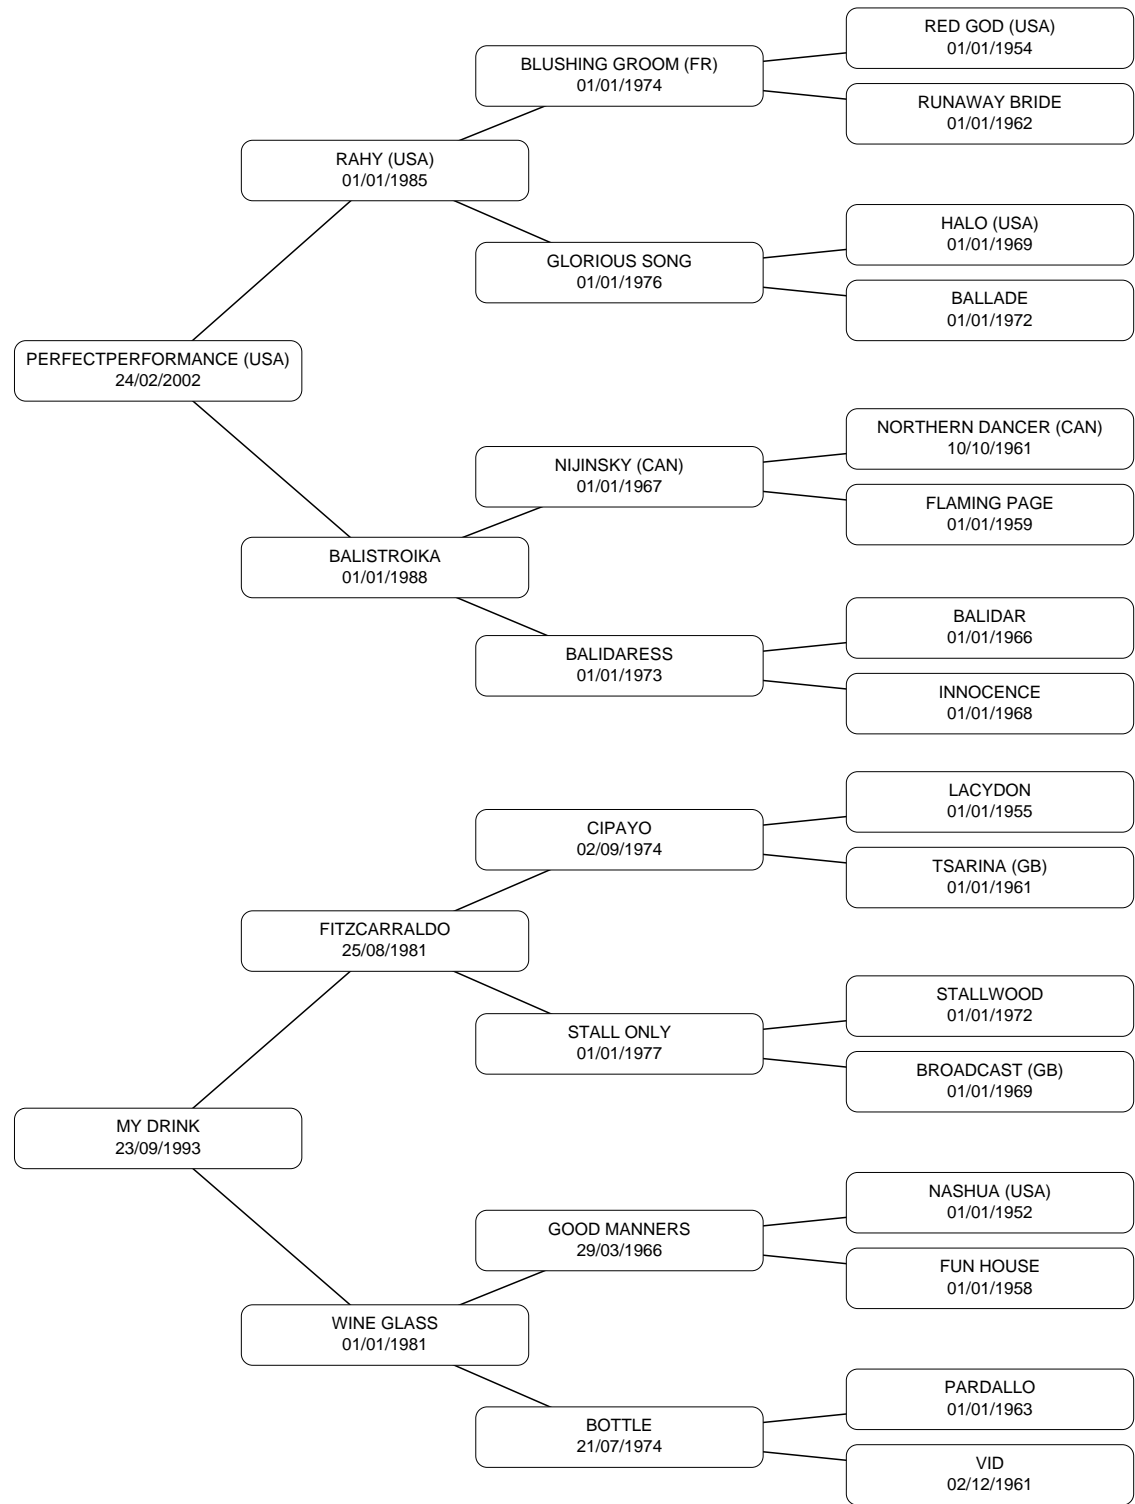 RED GOD (USA)
01/01/1954
BLUSHING GROOM (FR)
01/01/1974
RUNAWAY BRIDE
01/01/1962
RAHY (USA)
01/01/1985
HALO (USA)
01/01/1969
GLORIOUS SONG
01/01/1976
BALLADE
01/01/1972
PERFECTPERFORMANCE (USA)
24/02/2002
NORTHERN DANCER (CAN)
10/10/1961
NIJINSKY (CAN)
01/01/1967
FLAMING PAGE
01/01/1959
BALISTROIKA
01/01/1988
BALIDAR
01/01/1966
BALIDARESS
01/01/1973
INNOCENCE
01/01/1968
LACYDON
01/01/1955
CIPAYO
02/09/1974
TSARINA (GB)
01/01/1961
FITZCARRALDO
25/08/1981
STALLWOOD
01/01/1972
STALL ONLY
01/01/1977
BROADCAST (GB)
01/01/1969
MY DRINK
23/09/1993
NASHUA (USA)
01/01/1952
GOOD MANNERS
29/03/1966
FUN HOUSE
01/01/1958
WINE GLASS
01/01/1981
PARDALLO
01/01/1963
BOTTLE
21/07/1974
VID
02/12/1961